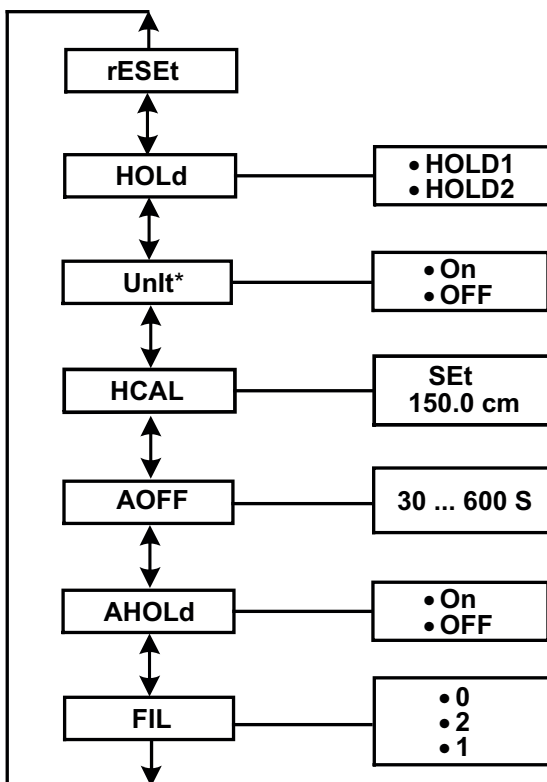 rESEt
HOLd
• HOLD1
• HOLD2
UnIt*
• On
• OFF
HCAL
SEt
150.0 cm
AOFF
30 ... 600 S
AHOLd
• On
• OFF
FIL
• 0
• 2
• 1